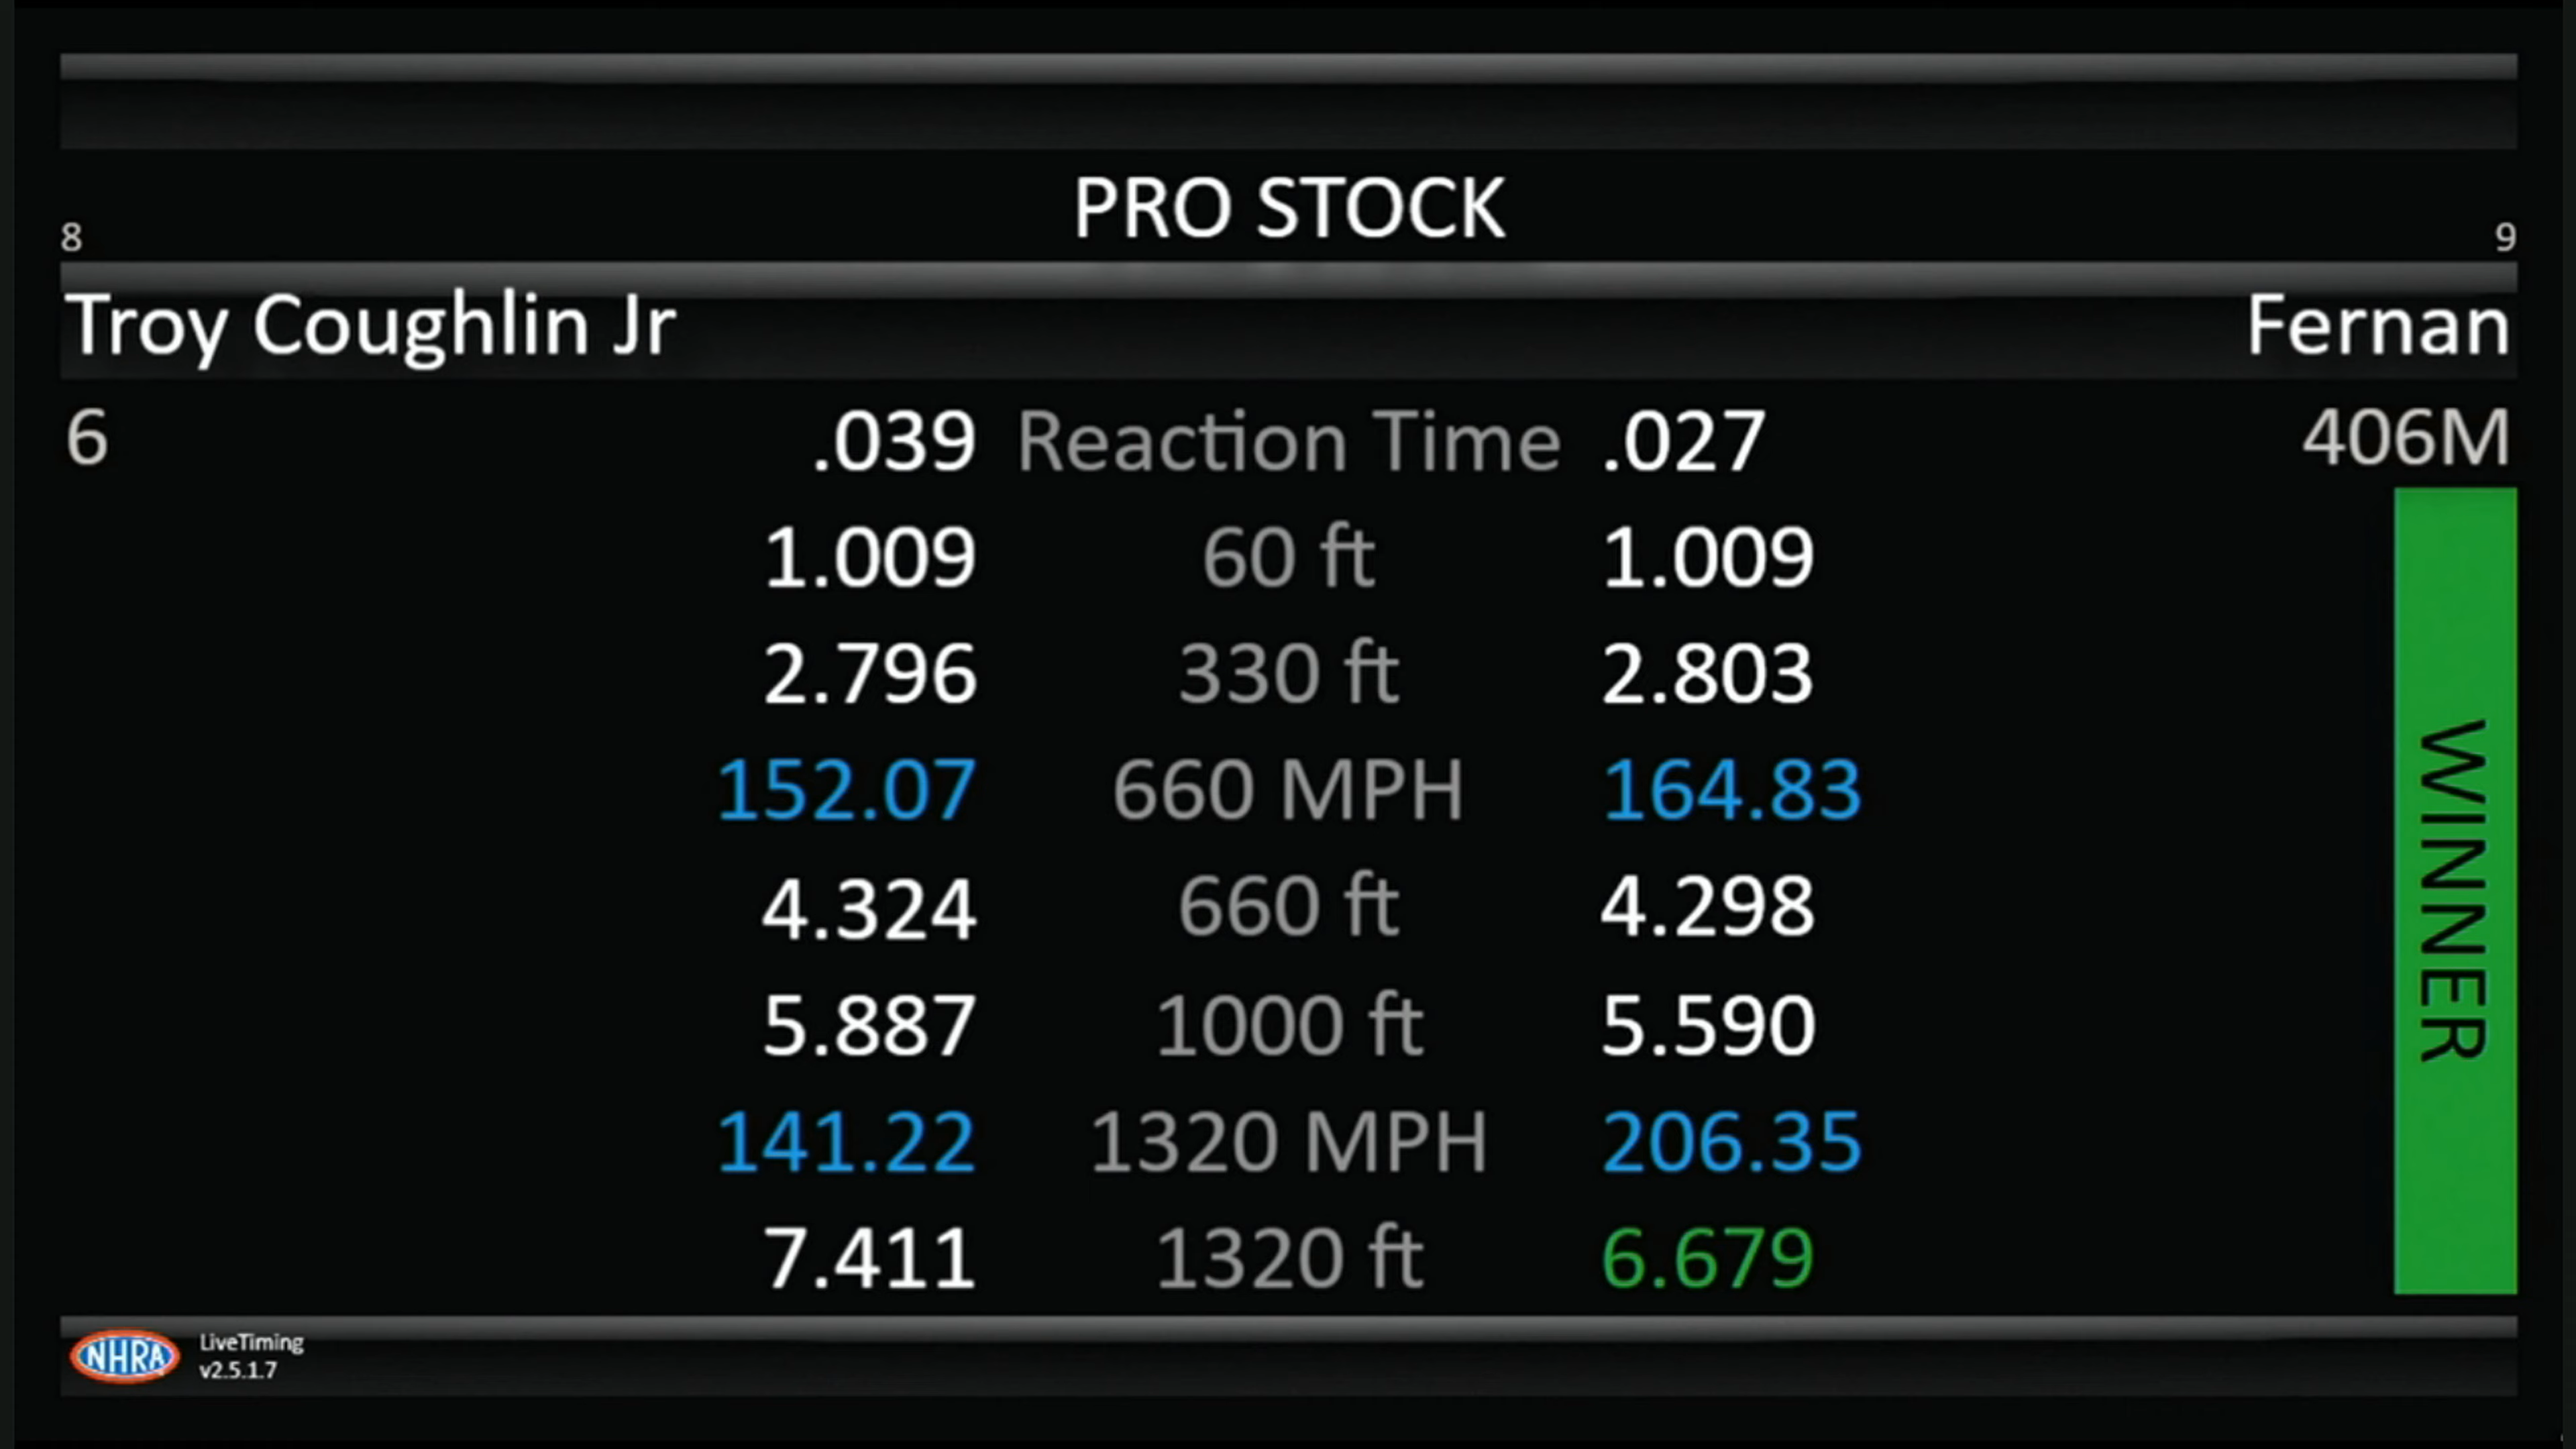 PRO STOCK
8 9
Troy Coughlin Jr Fernan
6 .039 Reaction Time .027 406M
1.009 60 ft 1.009
2.796 330 ft 2.803
152.07 660 MPH 164.83
4.324 660 ft 4.298
5.887 1000 ft 5.590
141.22 1320 MPH 206.35
7.411 1320 ft 6.679
WINNER
NHRA LiveTiming
v2.5.1.7